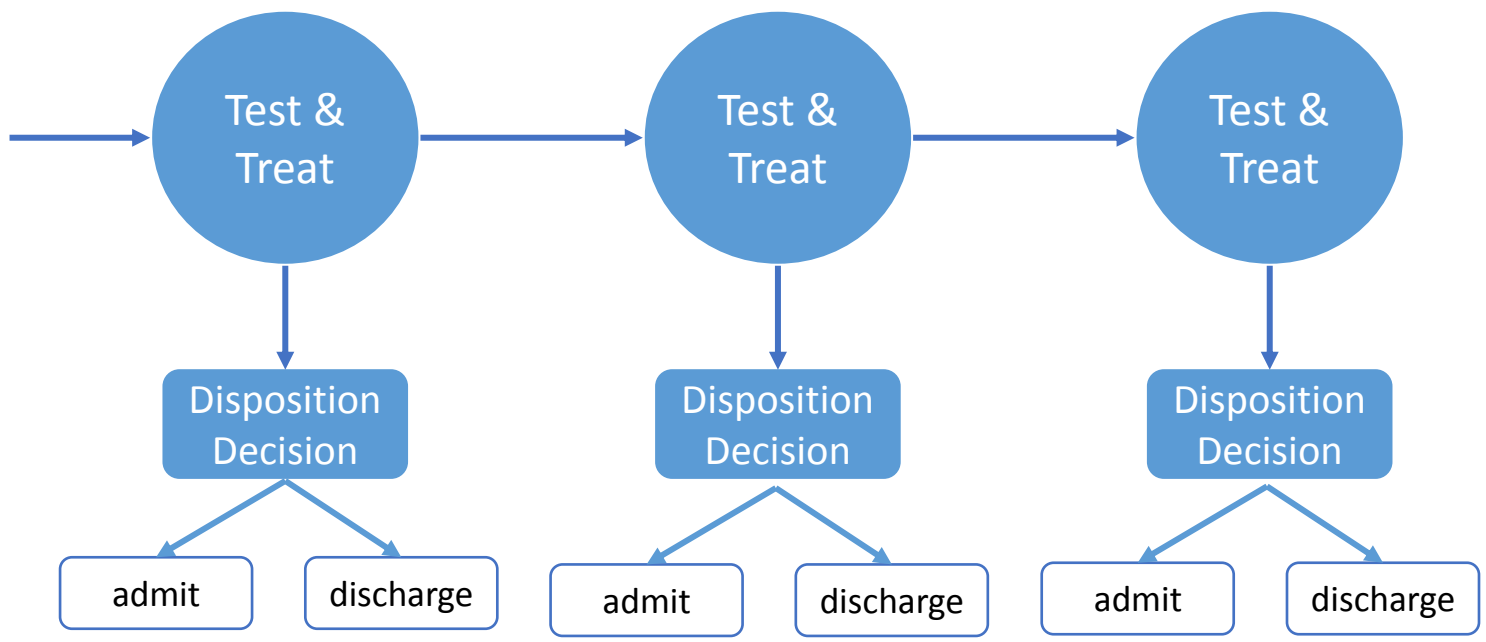 Test &
Treat
Test &
Treat
Test &
Treat
Disposition
Decision
Disposition
Decision
Disposition
Decision
admit
discharge
admit
discharge
admit
discharge